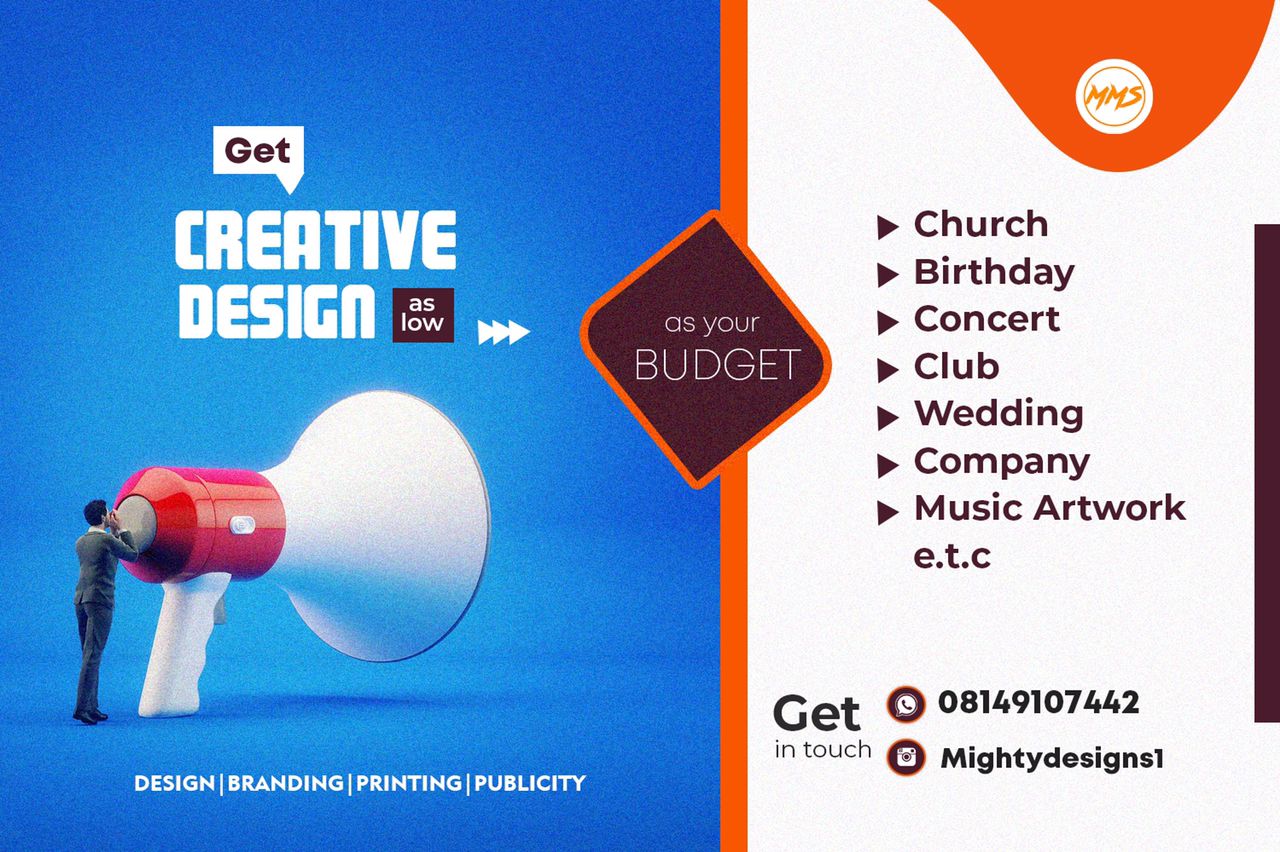 Get
CREATIVE
DESIGN as
low
as your
BUDGET
DESIGN|BRANDING|PRINTING|PUBLICITY
MMS
Church
Birthday
Concert
Club
Wedding
Company
Music Artwork
e.t.c
Get
in touch
08149107442
Mightydesigns1